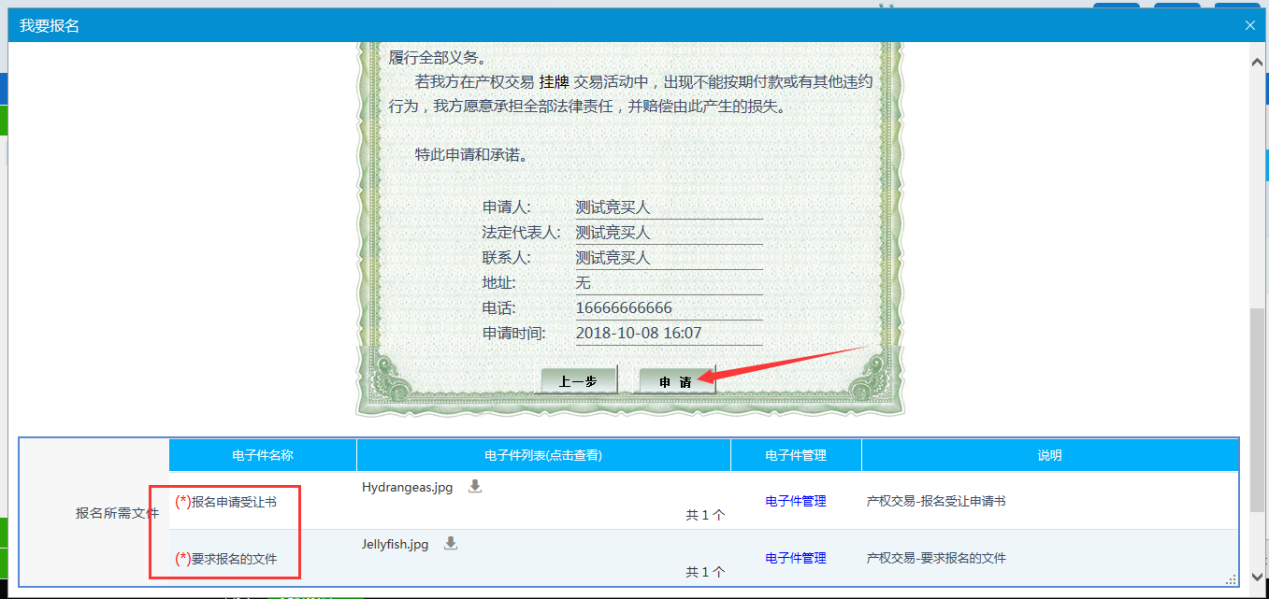 我要报名
履行全部义务。
若我方在产权交易 挂牌 交易活动中，出现不能按期付款或有其他违约
行为，我方愿意承担全部法律责任，并赔偿由此产生的损失。
特此申请和承诺。
申请人: 测试竞买人
法定代表人: 测试竞买人
联系人: 测试竞买人
地址: 无
电话: 16666666666
申请时间: 2018-10-08 16:07
上一步 申 请
电子件名称 电子件列表(点击查看) 电子件管理 说明
报名所需文件
(*)报名申请受让书 Hydrangeas.jpg 共 1 个 电子件管理 产权交易-报名受让申请书
(*)要求报名的文件 Jellyfish.jpg 共 1 个 电子件管理 产权交易-要求报名的文件